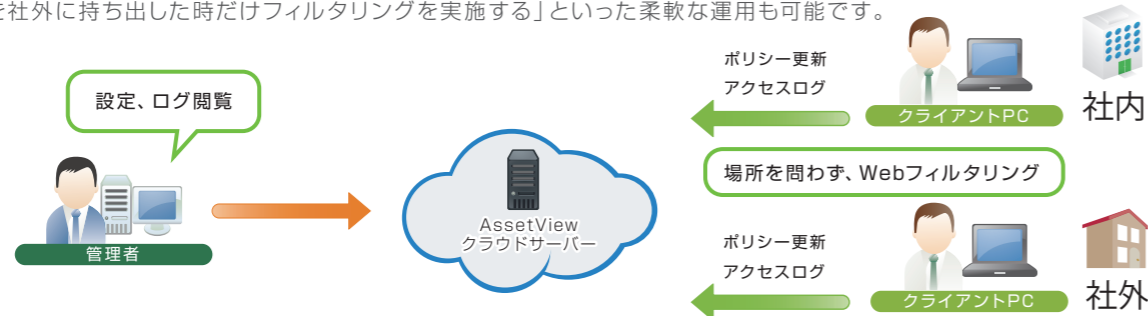 を社外に持ち出した時だけフィルタリングを実施する」といった柔軟な運用も可能です。
設定、ログ閲覧
管理者
AssetView
クラウドサーバー
ポリシー更新
アクセスログ
クライアントPC
社内
場所を問わず、Webフィルタリング
ポリシー更新
アクセスログ
クライアントPC
社外